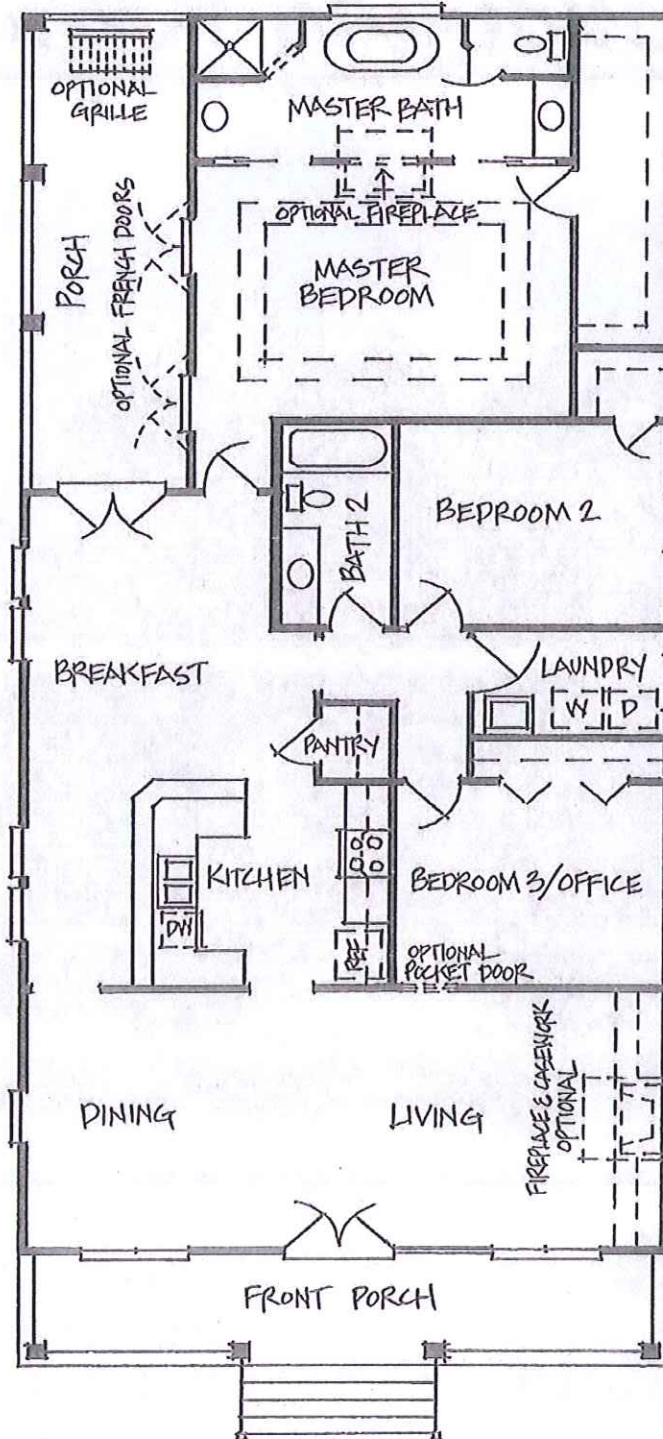 OPTIONAL
GRILLE
MASTER BATH
OPTIONAL FIREPLACE
PORCH
OPTIONAL FRENCH DOORS
MASTER
BEDROOM
BATH 2
BEDROOM 2
BREAKFAST
LAUNDRY
W
D
PANTRY
KITCHEN
DW
REF
BEDROOM 3/OFFICE
OPTIONAL
POCKET DOOR
DINING
LIVING
FIREPLACE & CASEWORK
OPTIONAL
FRONT PORCH